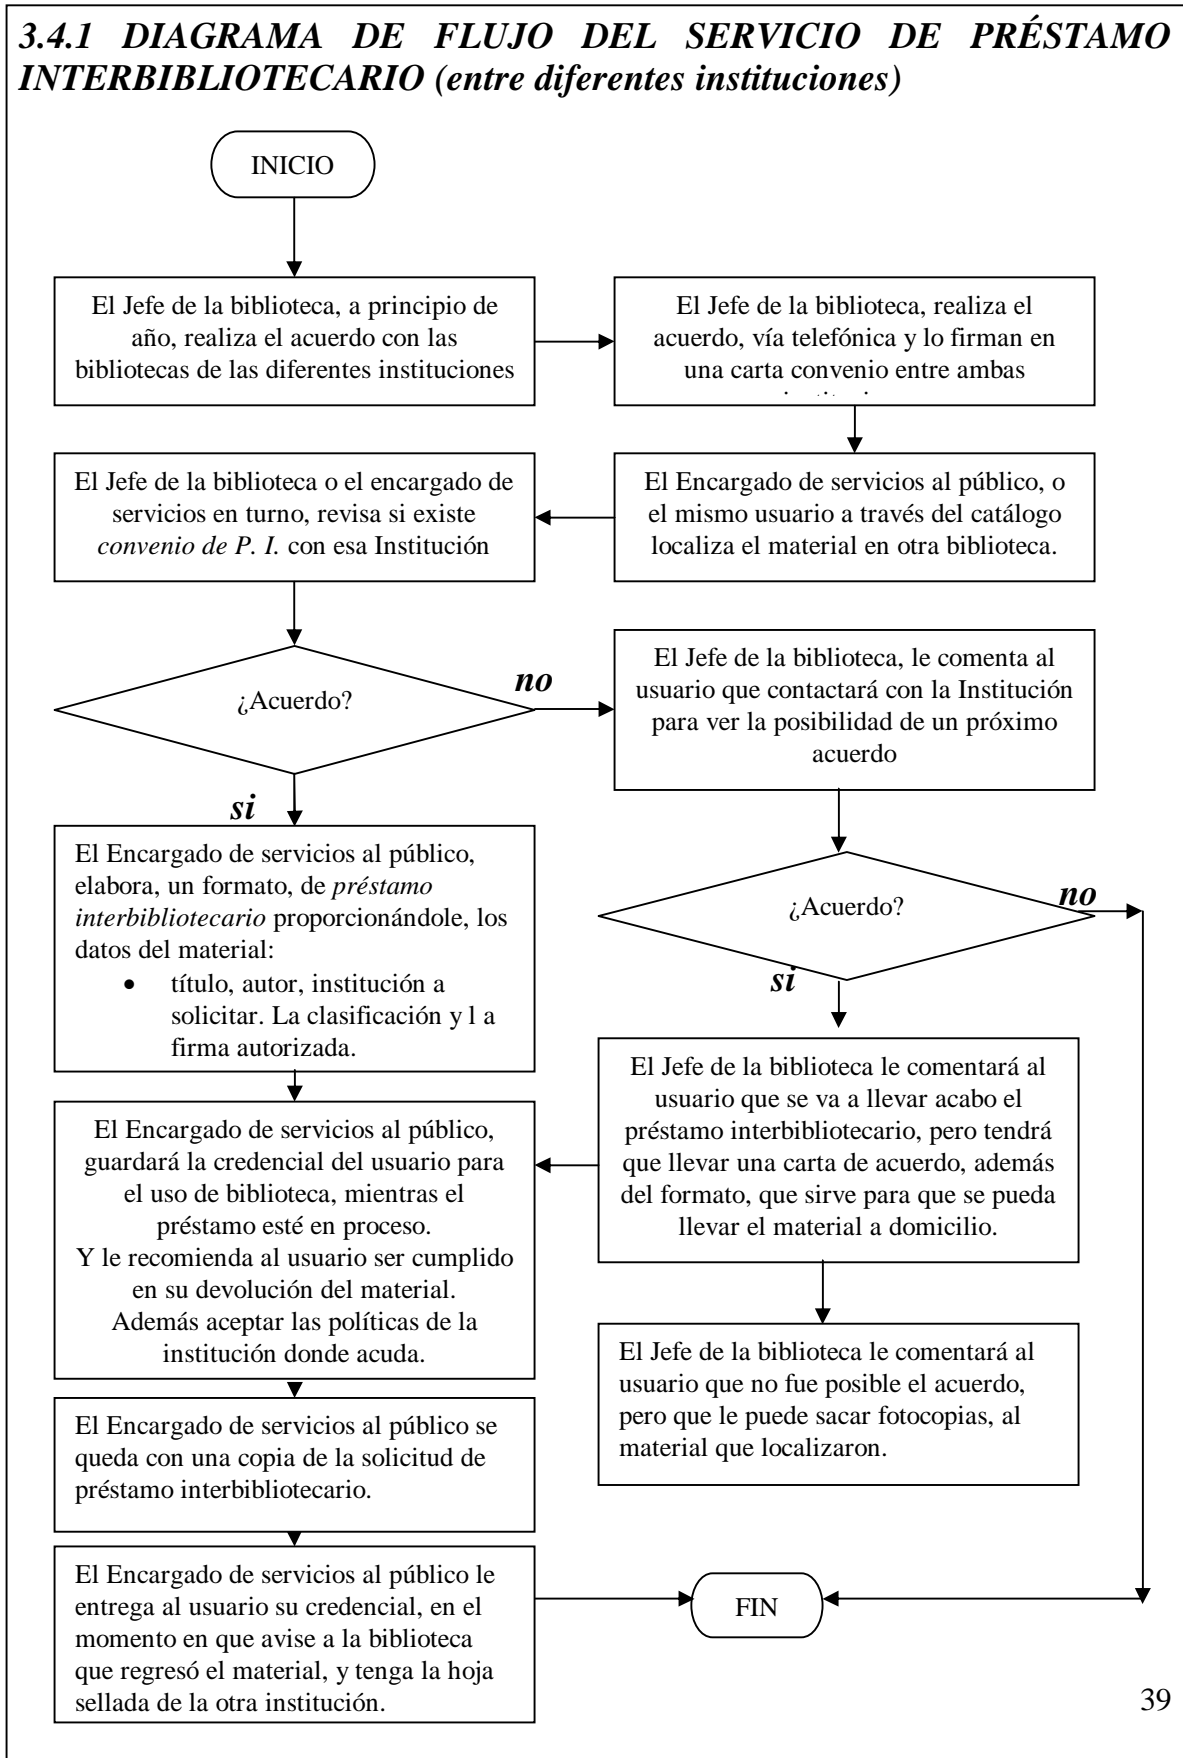 3.4.1 DIAGRAMA DE FLUJO DEL SERVICIO DE PRÉSTAMO
INTERBIBLIOTECARIO (entre diferentes instituciones)
INICIO
El Jefe de la biblioteca, a principio de
año, realiza el acuerdo con las
bibliotecas de las diferentes instituciones
El Jefe de la biblioteca, realiza el
acuerdo, vía telefónica y lo firman en
una carta convenio entre ambas
El Encargado de servicios al público, o
el mismo usuario a través del catálogo
localiza el material en otra biblioteca.
El Jefe de la biblioteca o el encargado de
servicios en turno, revisa si existe
convenio de P. I. con esa Institución
¿Acuerdo?
no
El Jefe de la biblioteca, le comenta al
usuario que contactará con la Institución
para ver la posibilidad de un próximo
acuerdo
si
El Encargado de servicios al público,
elabora, un formato, de préstamo
interbibliotecario proporcionándole, los
datos del material:
• título, autor, institución a
solicitar. La clasificación y l a
firma autorizada.
¿Acuerdo?
no
si
El Jefe de la biblioteca le comentará al
usuario que se va a llevar acabo el
préstamo interbibliotecario, pero tendrá
que llevar una carta de acuerdo, además
del formato, que sirve para que se pueda
llevar el material a domicilio.
El Encargado de servicios al público,
guardará la credencial del usuario para
el uso de biblioteca, mientras el
préstamo esté en proceso.
Y le recomienda al usuario ser cumplido
en su devolución del material.
Además aceptar las políticas de la
institución donde acuda.
El Jefe de la biblioteca le comentará al
usuario que no fue posible el acuerdo,
pero que le puede sacar fotocopias, al
material que localizaron.
El Encargado de servicios al público se
queda con una copia de la solicitud de
préstamo interbibliotecario.
El Encargado de servicios al público le
entrega al usuario su credencial, en el
momento en que avise a la biblioteca
que regresó el material, y tenga la hoja
sellada de la otra institución.
FIN
39